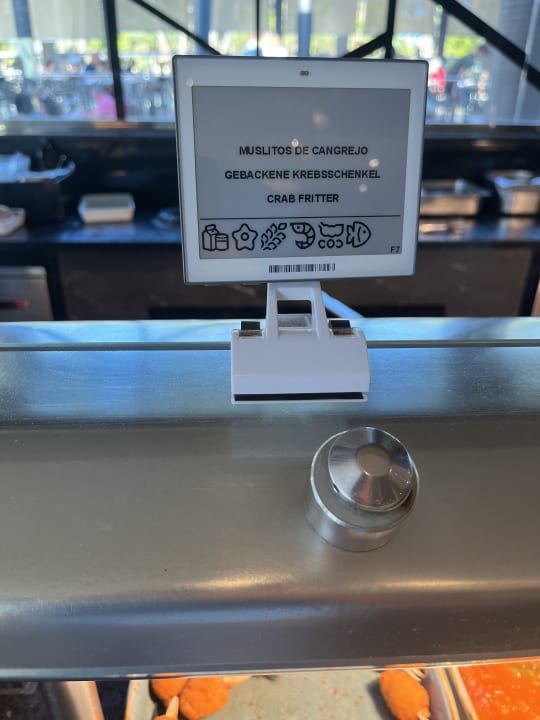 MUSLITOS DE CANGREJO
GEBACKENE KREBSSCHENKEL
CRAB FRITTER
F7